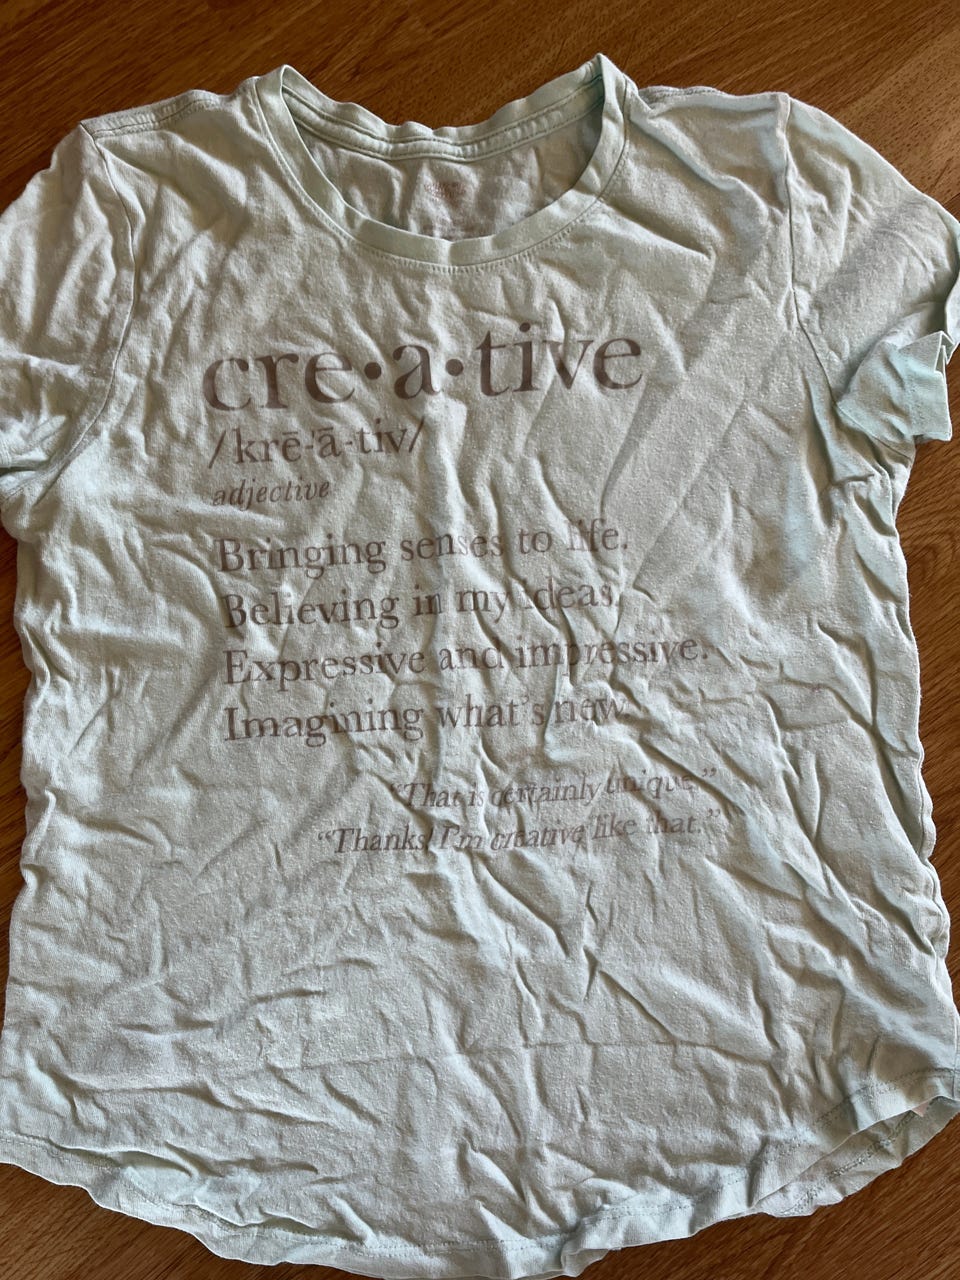 cre•a•tive
/krē-ā-tiv/
adjective
Bringing senses to life.
Believing in my ideas.
Expressive and impressive.
Imagining what's new.
"That is certainly unique."
"Thanks! I'm creative like that."